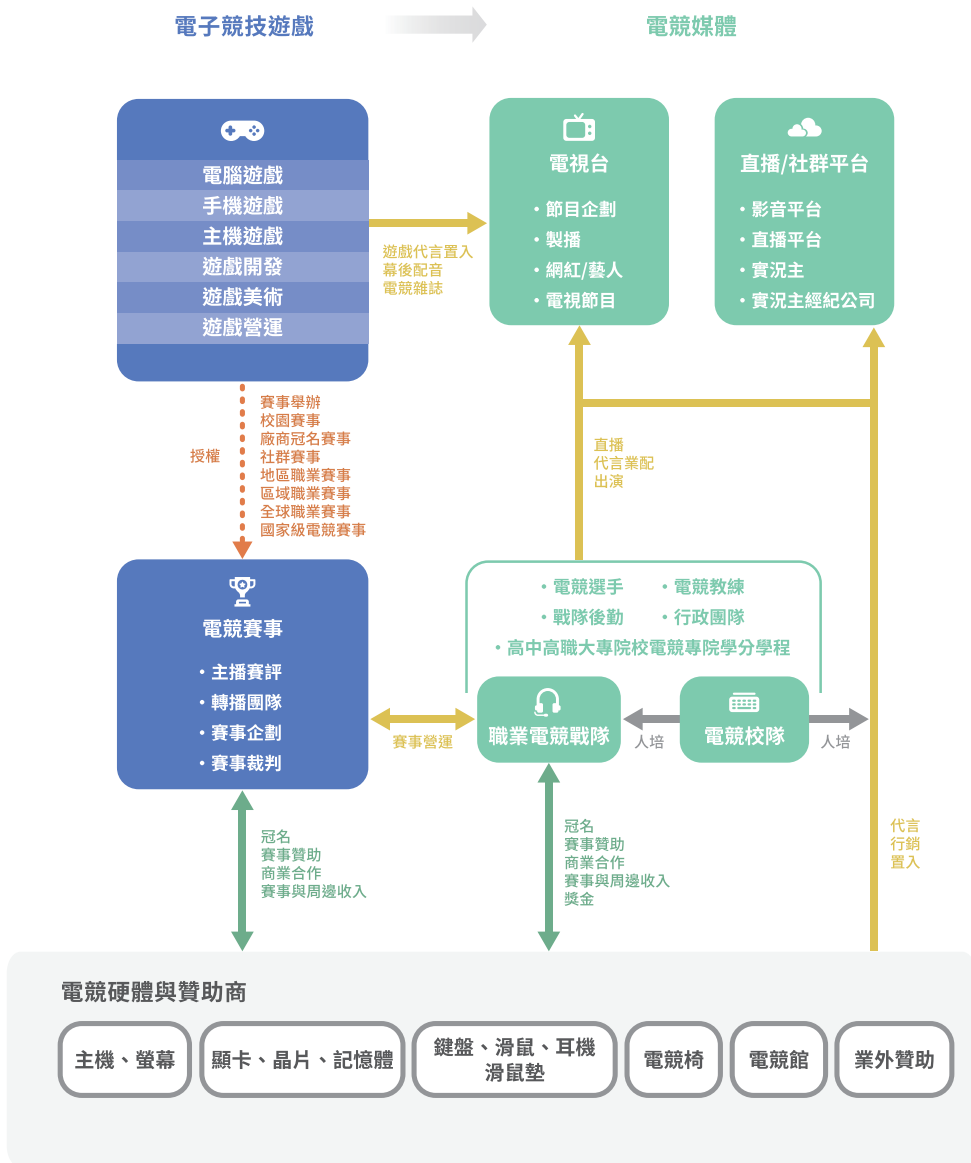 電子競技遊戲
電競媒體
電腦遊戲
手機遊戲
主機遊戲
遊戲開發
遊戲美術
遊戲營運
遊戲代言置入
幕後配音
電競雜誌
電視台
・節目企劃
・製播
・網紅/藝人
・電視節目
直播/社群平台
・影音平台
・直播平台
・實況主
・實況主經紀公司
授權
賽事舉辦
校園賽事
廠商冠名賽事
社群賽事
地區職業賽事
區域職業賽事
全球職業賽事
國家級電競賽事
直播
代言業配
出演
電競賽事
・主播賽評
・轉播團隊
・賽事企劃
・賽事裁判
・電競選手
・電競教練
・戰隊後勤
・行政團隊
・高中高職大專院校電競專院學分學程
賽事營運
職業電競戰隊
人培
電競校隊
人培
冠名
賽事贊助
商業合作
賽事與周邊收入
冠名
賽事贊助
商業合作
賽事與周邊收入
獎金
代言
行銷
置入
電競硬體與贊助商
主機、螢幕
顯卡、晶片、記憶體
鍵盤、滑鼠、耳機
滑鼠墊
電競椅
電競館
業外贊助